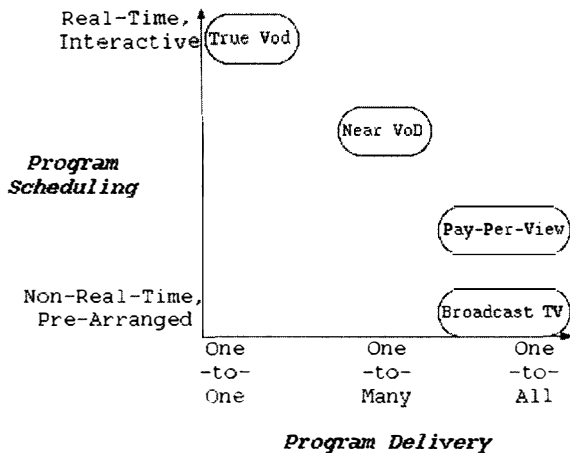 Real-Time,
Interactive
True Vod
Near VoD
Program
Scheduling
Pay-Per-View
Non-Real-Time,
Pre-Arranged
Broadcast TV
One One One
-to- -to- -to-
One Many All
Program Delivery